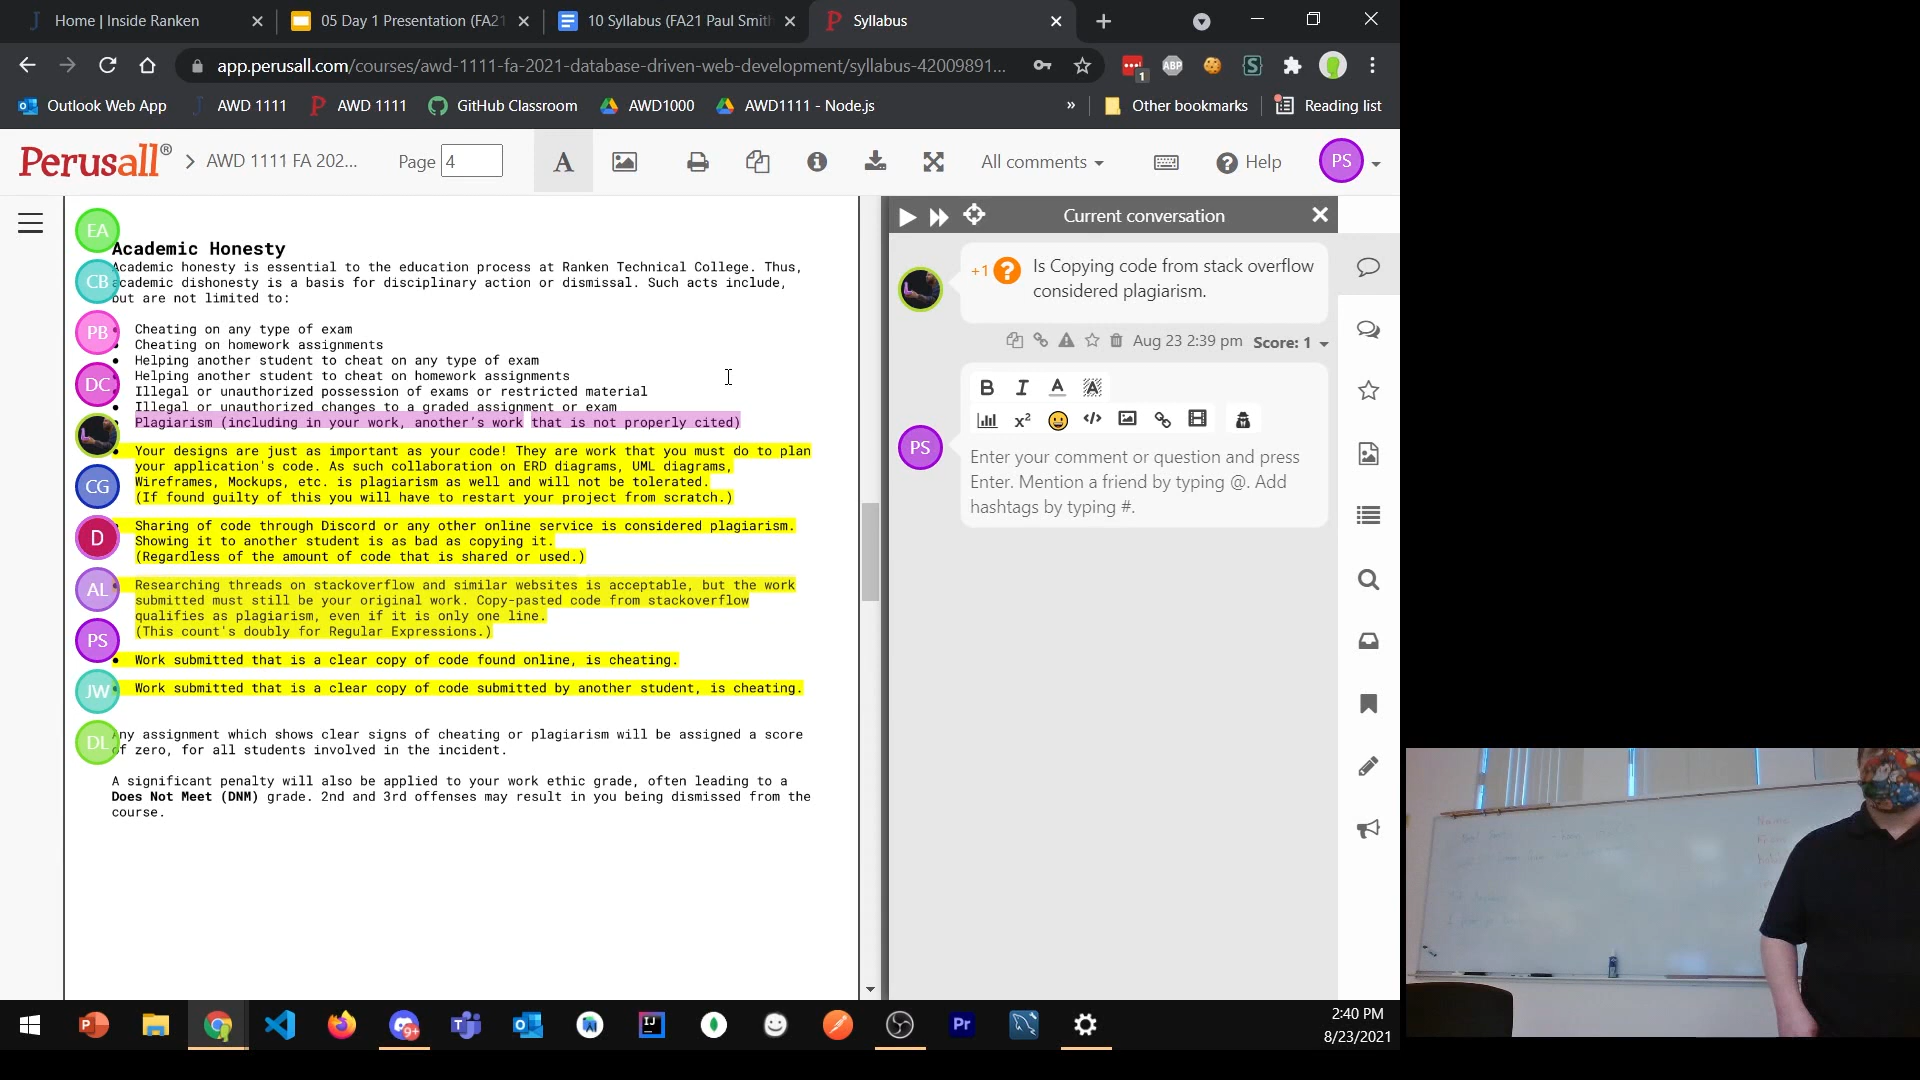 Home | Inside Ranken
05 Day 1 Presentation (FA21
10 Syllabus (FA21 Paul Smith
Syllabus
app.perusall.com/courses/awd-1111-fa-2021-database-driven-web-development/syllabus-42009891...
1
ABP
Outlook Web App
AWD 1111
AWD 1111
GitHub Classroom
AWD1000
AWD1111 - Node.js
»
Other bookmarks
Reading list
Perusall®
AWD 1111 FA 202...
Page 4
All comments
Help
PS
Current conversation
EA
CB
PB
DC
CG
D
AL
PS
JW
DL
Academic Honesty
Academic honesty is essential to the education process at Ranken Technical College. Thus,
academic dishonesty is a basis for disciplinary action or dismissal. Such acts include,
but are not limited to:
Cheating on any type of exam
Cheating on homework assignments
Helping another student to cheat on any type of exam
Helping another student to cheat on homework assignments
Illegal or unauthorized possession of exams or restricted material
Illegal or unauthorized changes to a graded assignment or exam
Plagiarism (including in your work, another's work that is not properly cited)
Your designs are just as important as your code! They are work that you must do to plan
your application's code. As such collaboration on ERD diagrams, UML diagrams,
Wireframes, Mockups, etc. is plagiarism as well and will not be tolerated.
(If found guilty of this you will have to restart your project from scratch.)
Sharing of code through Discord or any other online service is considered plagiarism.
Showing it to another student is as bad as copying it.
(Regardless of the amount of code that is shared or used.)
Researching threads on stackoverflow and similar websites is acceptable, but the work
submitted must still be your original work. Copy-pasted code from stackoverflow
qualifies as plagiarism, even if it is only one line.
(This count's doubly for Regular Expressions.)
Work submitted that is a clear copy of code found online, is cheating.
Work submitted that is a clear copy of code submitted by another student, is cheating.
Any assignment which shows clear signs of cheating or plagiarism will be assigned a score
of zero, for all students involved in the incident.
A significant penalty will also be applied to your work ethic grade, often leading to a
Does Not Meet (DNM) grade. 2nd and 3rd offenses may result in you being dismissed from the
course.
+1
Is Copying code from stack overflow
considered plagiarism.
Aug 23 2:39 pm Score: 1
PS
Enter your comment or question and press
Enter. Mention a friend by typing @. Add
hashtags by typing #.
2:40 PM
8/23/2021